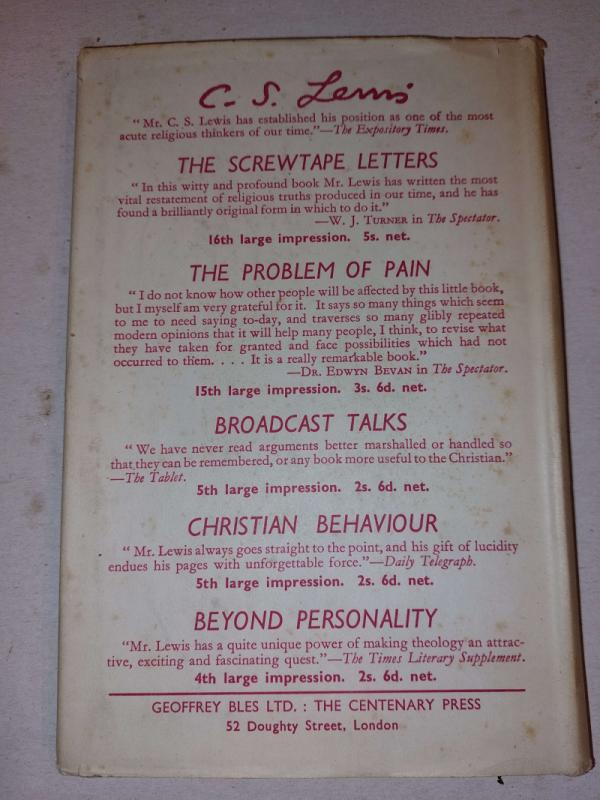 C. S. Lewis
" Mr. C. S. Lewis has established his position as one of the most
acute religious thinkers of our time."—The Expository Times.
THE SCREWTAPE LETTERS
" In this witty and profound book Mr. Lewis has written the most
vital restatement of religious truths produced in our time, and he has
found a brilliantly original form in which to do it."
—W. J. TURNER in The Spectator.
16th large impression. 5s. net.
THE PROBLEM OF PAIN
" I do not know how other people will be affected by this little book,
but I myself am very grateful for it. It says so many things which seem
to me to need saying to-day, and traverses so many glibly repeated
modern opinions that it will help many people, I think, to revise what
they have taken for granted and face possibilities which had not
occurred to them. . . . It is a really remarkable book."
—DR. EDWYN BEVAN in The Spectator.
15th large impression. 3s. 6d. net.
BROADCAST TALKS
" We have never read arguments better marshalled or handled so
that they can be remembered, or any book more useful to the Christian."
—The Tablet.
5th large impression. 2s. 6d. net.
CHRISTIAN BEHAVIOUR
" Mr. Lewis always goes straight to the point, and his gift of lucidity
endues his pages with unforgettable force."—Daily Telegraph.
5th large impression. 2s. 6d. net.
BEYOND PERSONALITY
"Mr. Lewis has a quite unique power of making theology an attrac-
tive, exciting and fascinating quest."—The Times Literary Supplement.
4th large impression. 2s. 6d. net.
GEOFFREY BLES LTD. : THE CENTENARY PRESS
52 Doughty Street, London